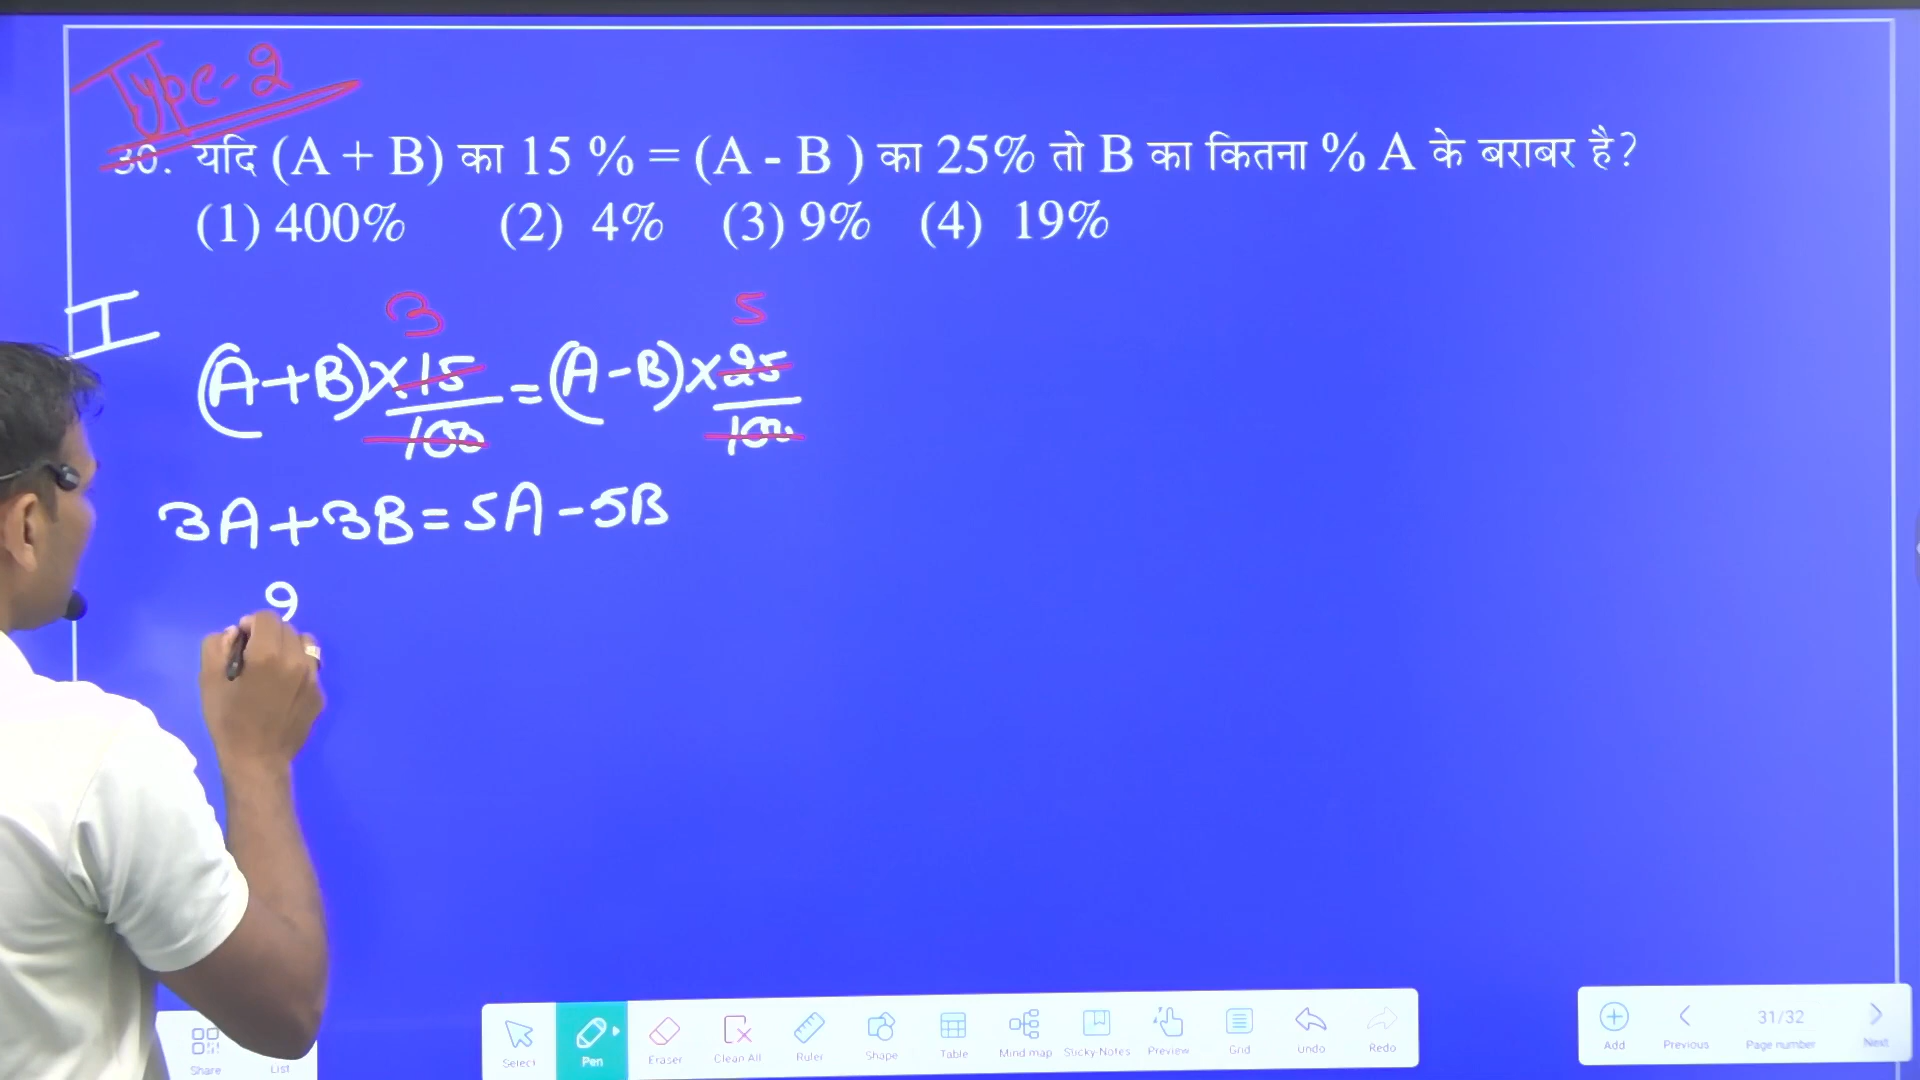 Type-2
30. यदि (A + B) का 15 % = (A - B ) का 25% तो B का कितना % A के बराबर है?
(1) 400% (2) 4% (3) 9% (4) 19%
I
3 5
(A+B)×15/100 = (A-B)×25/100
3A+3B=5A-5B
Select Pen Eraser Clean All Ruler Shape Table Mind map Sticky Notes Preview Grid Undo Redo
Share List
31/32
Add Previous Page number Next